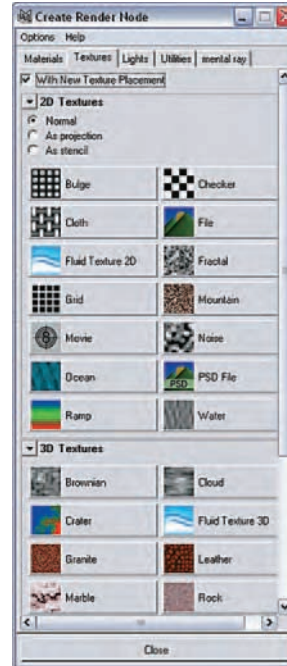 Create Render Node
Options Help
Materials Textures Lights Utilities mental ray
With New Texture Placement
2D Textures
Normal
As projection
As stencil
Bulge Checker
Cloth File
Fluid Texture 2D Fractal
Grid Mountain
Movie Noise
Ocean PSD File
PSD
Ramp Water
3D Textures
Brownian Cloud
Crater Fluid Texture 3D
Granite Leather
Marble Rock
Close